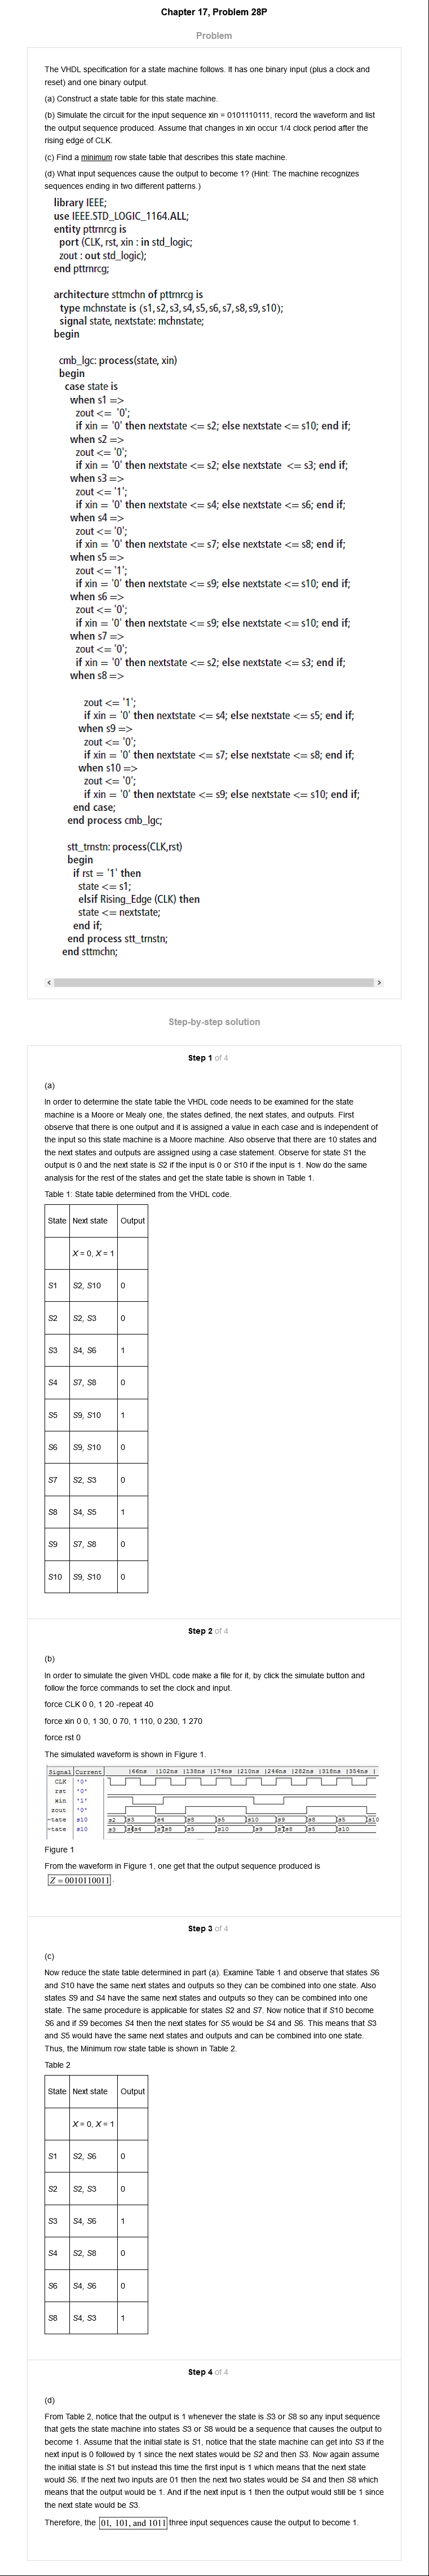 Chapter 17, Problem 28P
Problem
The VHDL specification for a state machine follows. It has one binary input (plus a clock and
reset) and one binary output.
(a) Construct a state table for this state machine.
(b) Simulate the circuit for the input sequence xin = 0101110111, record the waveform and list
the output sequence produced. Assume that changes in xin occur 1/4 clock period after the
rising edge of CLK.
(c) Find a minimum row state table that describes this state machine.
(d) What input sequences cause the output to become 1? (Hint: The machine recognizes
sequences ending in two different patterns.)
library IEEE;
use IEEE.STD_LOGIC_1164.ALL;
entity pttrnrcg is
port (CLK, rst, xin : in std_logic;
zout : out std_logic);
end pttrnrcg;
architecture sttmchn of pttrnrcg is
type mchnstate is (s1,s2,s3,s4,s5,s6,s7,s8,s9,s10);
signal state, nextstate: mchnstate;
begin
cmb_lgc: process(state, xin)
begin
case state is
when s1 =>
zout <= '0';
if xin = '0' then nextstate <= s2; else nextstate <= s10; end if;
when s2 =>
zout <= '0';
if xin = '0' then nextstate <= s2; else nextstate <= s3; end if;
when s3 =>
zout <= '1';
if xin = '0' then nextstate <= s4; else nextstate <= s6; end if;
when s4 =>
zout <= '0';
if xin = '0' then nextstate <= s7; else nextstate <= s8; end if;
when s5 =>
zout <= '1';
if xin = '0' then nextstate <= s9; else nextstate <= s10; end if;
when s6 =>
zout <= '0';
if xin = '0' then nextstate <= s9; else nextstate <= s10; end if;
when s7 =>
zout <= '0';
if xin = '0' then nextstate <= s2; else nextstate <= s3; end if;
when s8 =>
zout <= '1';
if xin = '0' then nextstate <= s4; else nextstate <= s5; end if;
when s9 =>
zout <= '0';
if xin = '0' then nextstate <= s7; else nextstate <= s8; end if;
when s10 =>
zout <= '0';
if xin = '0' then nextstate <= s9; else nextstate <= s10; end if;
end case;
end process cmb_lgc;
stt_trnstn: process(CLK,rst)
begin
if rst = '1' then
state <= s1;
elsif Rising_Edge (CLK) then
state <= nextstate;
end if;
end process stt_trnstn;
end sttmchn;
Step-by-step solution
Step 1 of 4
(a)
In order to determine the state table the VHDL code needs to be examined for the state
machine is a Moore or Mealy one, the states defined, the next states, and outputs. First
observe that there is one output and it is assigned a value in each case and is independent of
the input so this state machine is a Moore machine. Also observe that there are 10 states and
the next states and outputs are assigned using a case statement. Observe for state S1 the
output is 0 and the next state is S2 if the input is 0 or S10 if the input is 1. Now do the same
analysis for the rest of the states and get the state table is shown in Table 1.
Table 1: State table determined from the VHDL code.
State Next state Output
X = 0, X = 1
S1 S2, S10 0
S2 S2, S3 0
S3 S4, S6 1
S4 S7, S8 0
S5 S9, S10 1
S6 S9, S10 0
S7 S2, S3 0
S8 S4, S5 1
S9 S7, S8 0
S10 S9, S10 0
Step 2 of 4
(b)
In order to simulate the given VHDL code make a file for it, by click the simulate button and
follow the force commands to set the clock and input.
force CLK 0 0, 1 20 -repeat 40
force xin 0 0, 1 30, 0 70, 1 110, 0 230, 1 270
force rst 0
The simulated waveform is shown in Figure 1.
Signal Current |66ns |102ns |138ns |174ns |210ns |246ns |282ns |318ns |354ns |
CLK '0'
rst '0'
xin '1'
zout '0'
~tate s10 s2 s3 s4 s8 s5 s10 s9 s8 s5 s10
~tate s10 s3 s4 s8 s5 s10 s9 s8 s5 s10
Figure 1
From the waveform in Figure 1, one get that the output sequence produced is
Z = 0010110011.
Step 3 of 4
(c)
Now reduce the state table determined in part (a). Examine Table 1 and observe that states S6
and S10 have the same next states and outputs so they can be combined into one state. Also
states S9 and S4 have the same next states and outputs so they can be combined into one
state. The same procedure is applicable for states S2 and S7. Now notice that if S10 become
S6 and if S9 becomes S4 then the next states for S5 would be S4 and S6. This means that S3
and S5 would have the same next states and outputs and can be combined into one state.
Thus, the Minimum row state table is shown in Table 2.
Table 2
State Next state Output
X = 0, X = 1
S1 S2, S6 0
S2 S2, S3 0
S3 S4, S6 1
S4 S2, S8 0
S6 S4, S6 0
S8 S4, S3 1
Step 4 of 4
(d)
From Table 2, notice that the output is 1 whenever the state is S3 or S8 so any input sequence
that gets the state machine into states S3 or S8 would be a sequence that causes the output to
become 1. Assume that the initial state is S1, notice that the state machine can get into S3 if the
next input is 0 followed by 1 since the next states would be S2 and then S3. Now again assume
the initial state is S1 but instead this time the first input is 1 which means that the next state
would S6. If the next two inputs are 01 then the next two states would be S4 and then S8 which
means that the output would be 1. And if the next input is 1 then the output would still be 1 since
the next state would be S3.
Therefore, the 01, 101, and 1011 three input sequences cause the output to become 1.